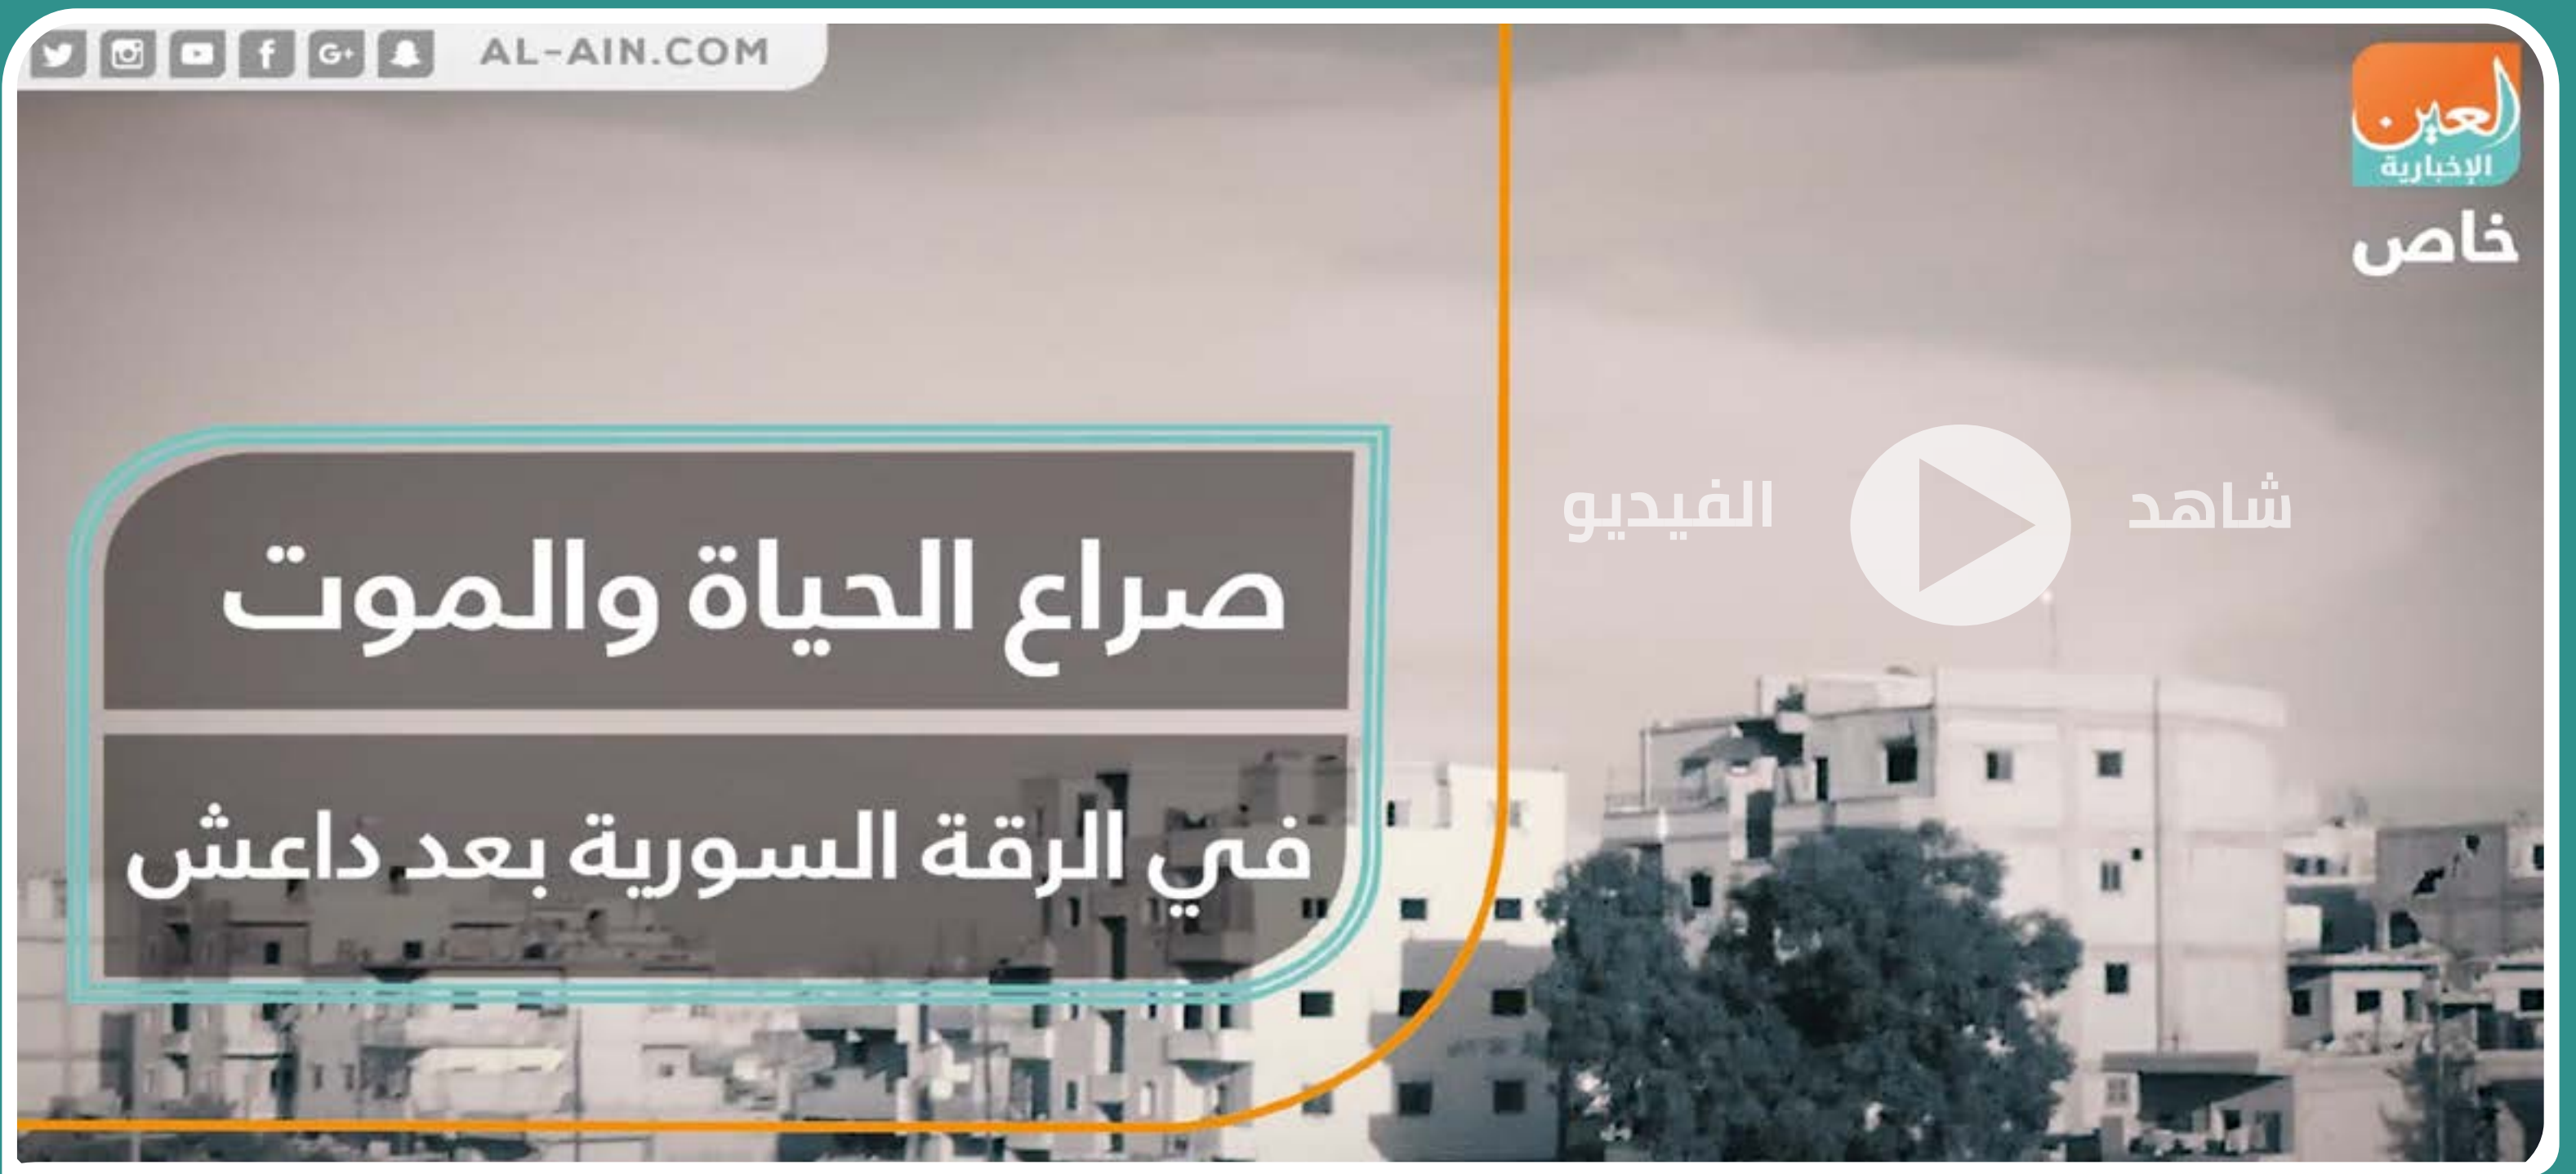 AL-AIN.COM
العين
الإخبارية
خاص
شاهد الفيديو
صراع الحياة والموت
في الرقة السورية بعد داعش